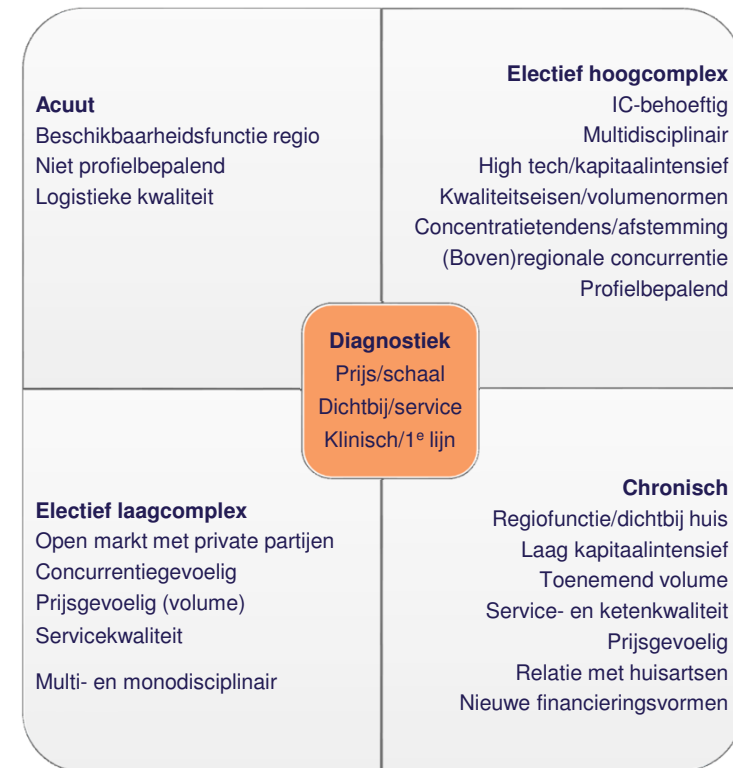 Acuut
Beschikbaarheidsfunctie regio
Niet profielbepalend
Logistieke kwaliteit
Electief hoogcomplex
IC-behoeftig
Multidisciplinair
High tech/kapitaalintensief
Kwaliteitseisen/volumenormen
Concentratietendens/afstemming
(Boven)regionale concurrentie
Profielbepalend
Diagnostiek
Prijs/schaal
Dichtbij/service
Klinisch/1ᵉ lijn
Electief laagcomplex
Open markt met private partijen
Concurrentiegevoelig
Prijsgevoelig (volume)
Servicekwaliteit
Multi- en monodisciplinair
Chronisch
Regiofunctie/dichtbij huis
Laag kapitaalintensief
Toenemend volume
Service- en ketenkwaliteit
Prijsgevoelig
Relatie met huisartsen
Nieuwe financieringsvormen